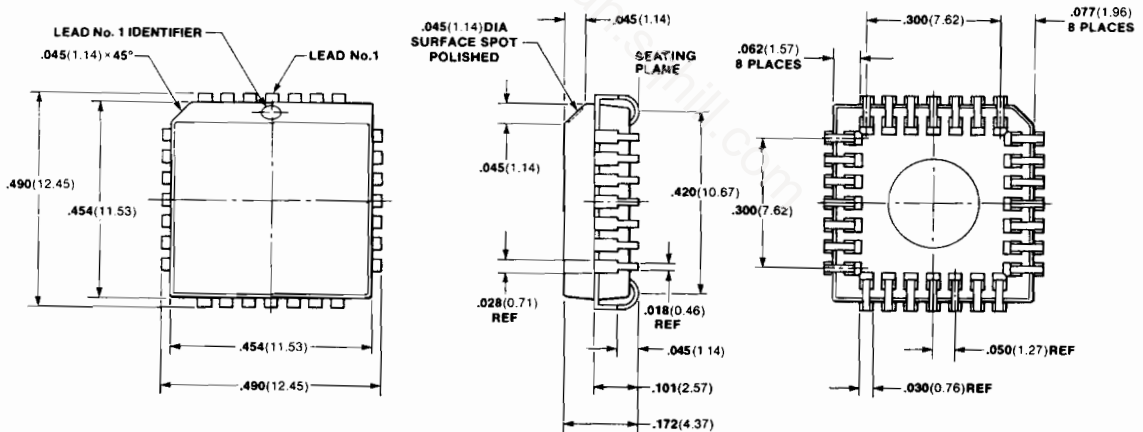 LEAD No. 1 IDENTIFIER
.045(1.14)×45°
LEAD No.1
.490(12.45)
.454(11.53)
.454(11.53)
.490(12.45)
.045(1.14)DIA
SURFACE SPOT
POLISHED
.045(1.14)
SEATING
PLANE
.045(1.14)
.420(10.67)
.028(0.71)
REF
.018(0.46)
REF
.045(1.14)
.101(2.57)
.172(4.37)
.300(7.62)
.077(1.96)
8 PLACES
.062(1.57)
8 PLACES
.300(7.62)
.050(1.27)REF
.030(0.76)REF